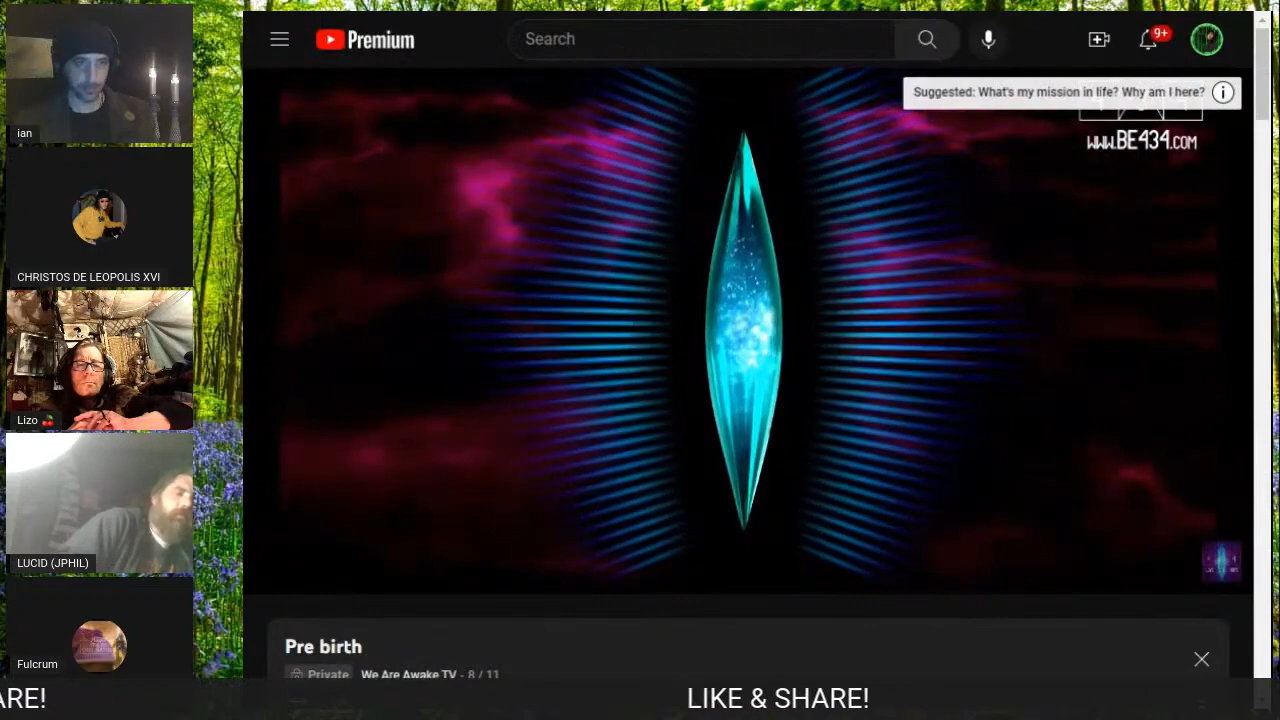 Premium
Search
9+
Suggested: What's my mission in life? Why am I here?
www.BE434.com
ian
CHRISTOS DE LEOPOLIS XVI
Lizo
LUCID (JPHIL)
Fulcrum
Pre birth
Private We Are Awake TV - 8 / 11
ARE! LIKE & SHARE!